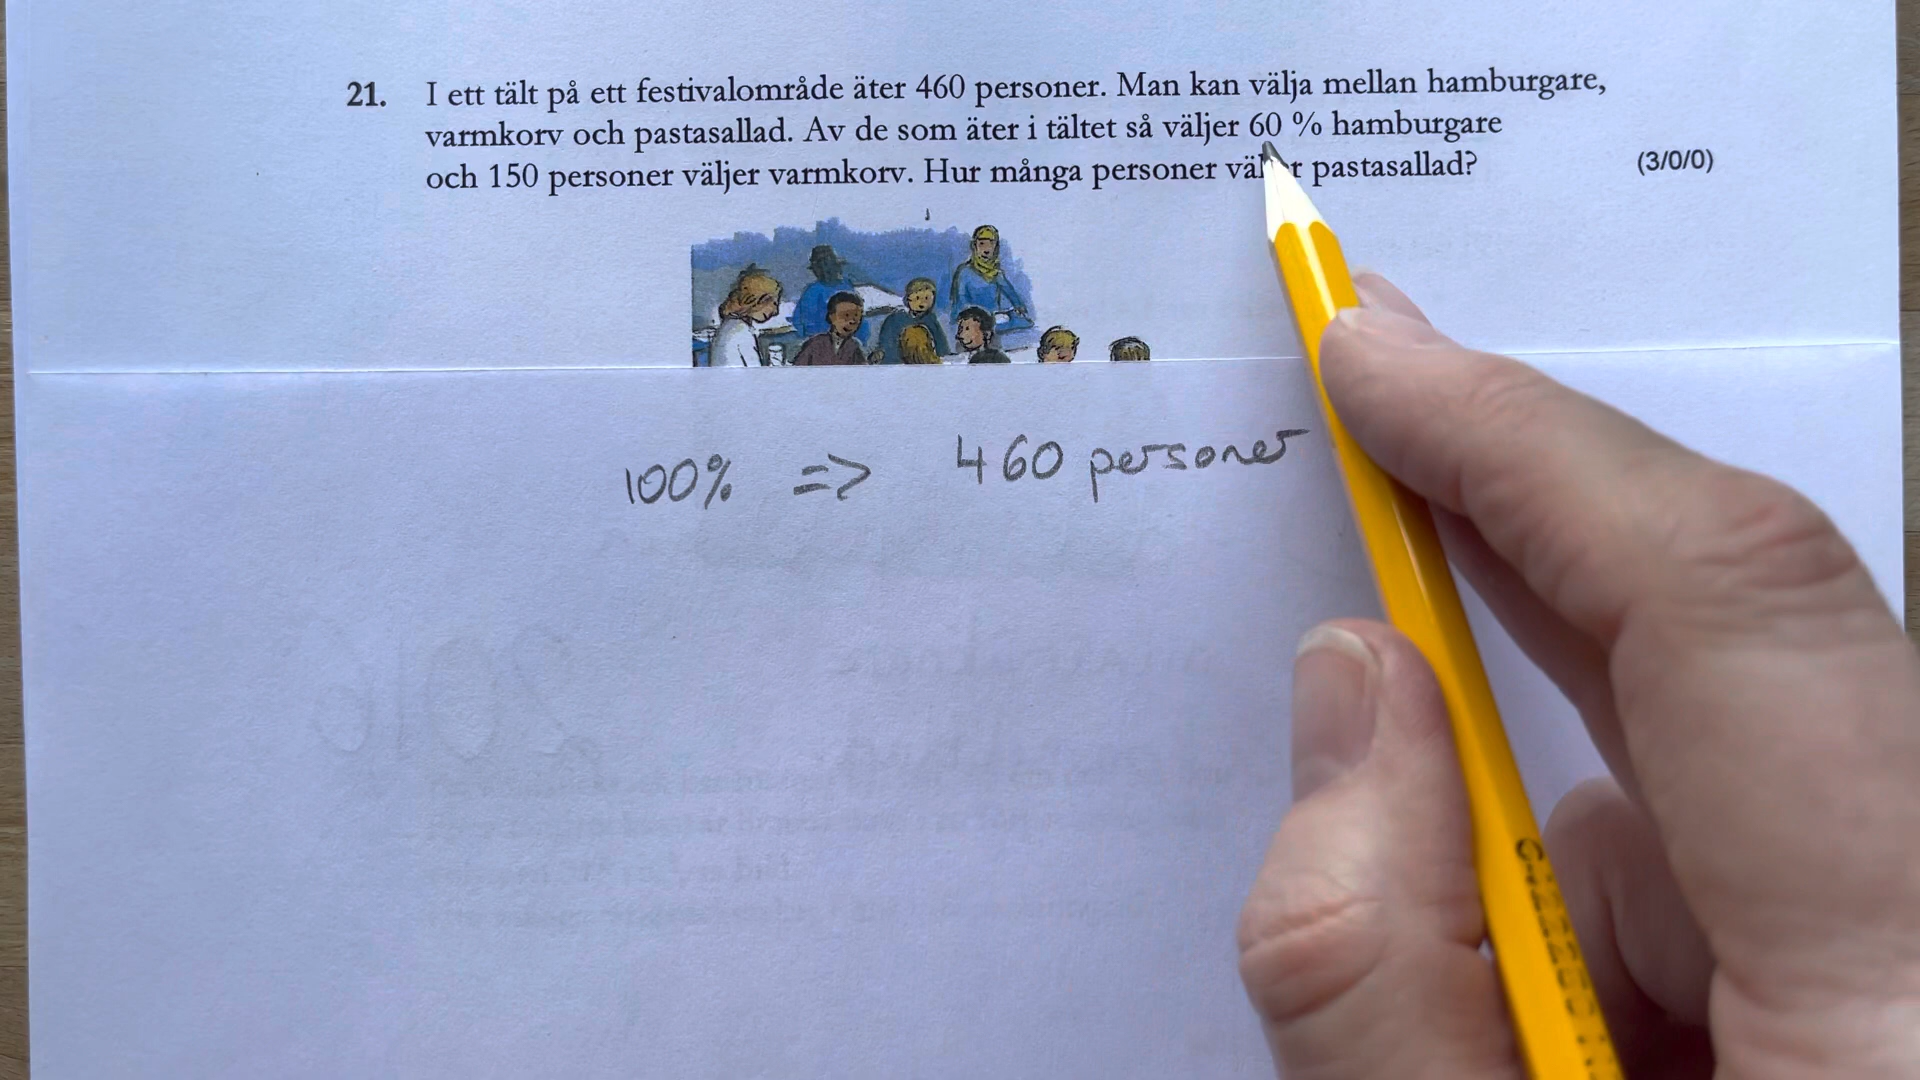 21. I ett tält på ett festivalområde äter 460 personer. Man kan välja mellan hamburgare,
varmkorv och pastasallad. Av de som äter i tältet så väljer 60 % hamburgare
och 150 personer väljer varmkorv. Hur många personer väljer pastasallad? (3/0/0)
100% => 460 personer